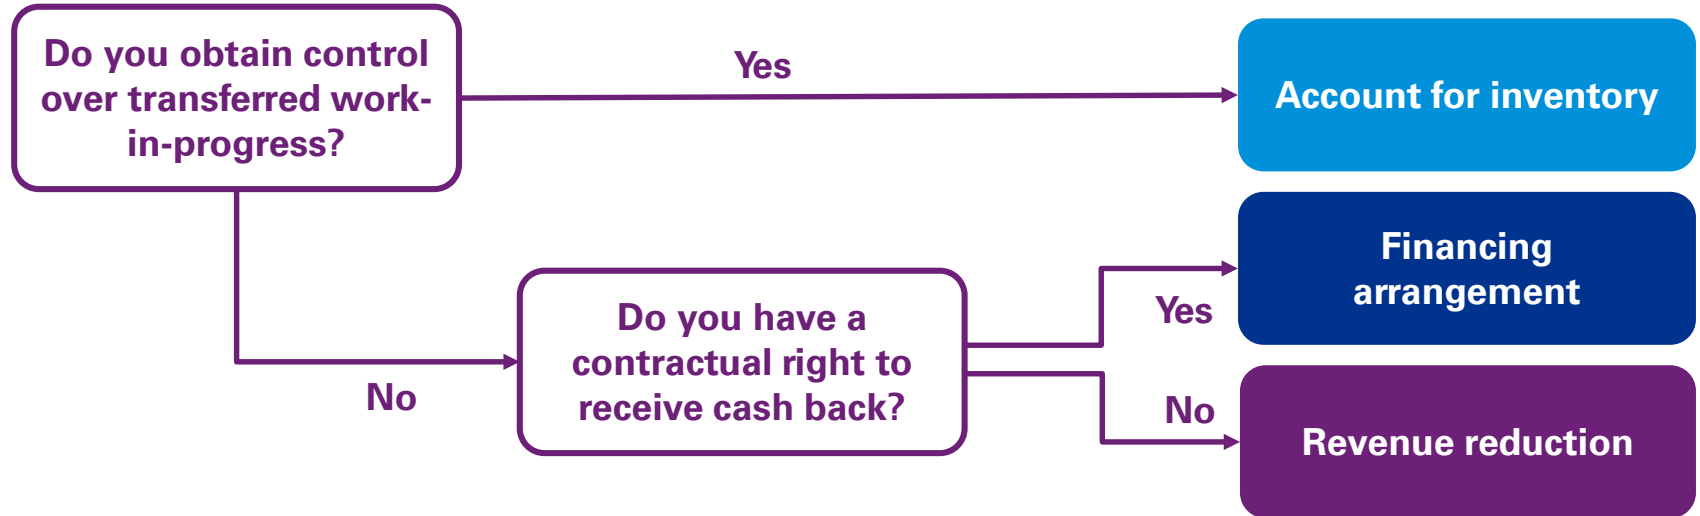 Do you obtain control
over transferred work-
in-progress?
Yes
Account for inventory
No
Do you have a
contractual right to
receive cash back?
Yes
Financing
arrangement
No
Revenue reduction